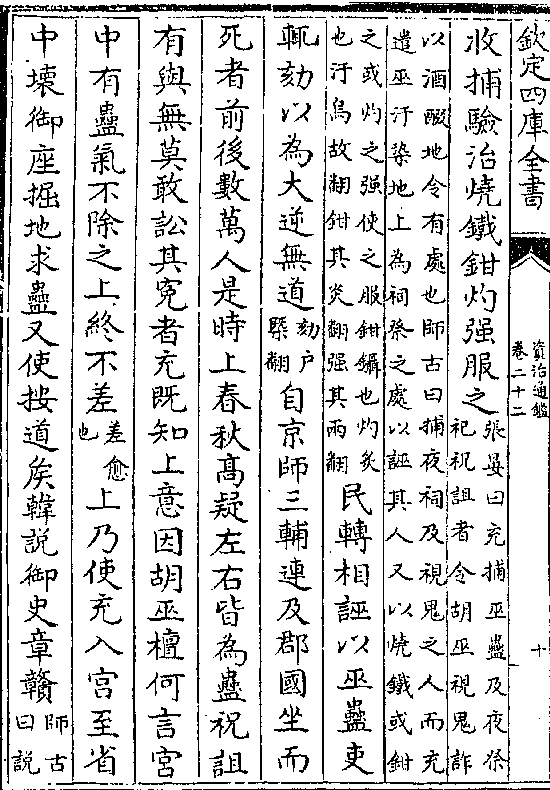 欽定四庫全書
資治通鑑
卷二十二
十
收捕驗治燒鐵鉗灼强服之
張晏曰充捕巫蠱及夜祭
祀祝詛者令胡巫視鬼詐
以酒醊地令有處也師古曰捕夜祠及視鬼之人而充
遣巫汙染地上為祠祭之處以誣其人又以燒鐵或鉗
之或灼之强使之服鉗鑷也灼炙
也汙烏故翻鉗其炎翻强其兩翻
民轉相誣以巫蠱吏
輒劾以為大逆無道
劾户
槩翻
自京師三輔連及郡國坐而
死者前後數萬人是時上春秋髙疑左右皆為蠱祝詛
有與無莫敢訟其寃者充既知上意因胡巫檀何言宮
中有蠱氣不除之上終不差
差愈
也
上乃使充入宮至省
中壊御座掘地求蠱又使按道矦韓説御史章贛
師古
曰説